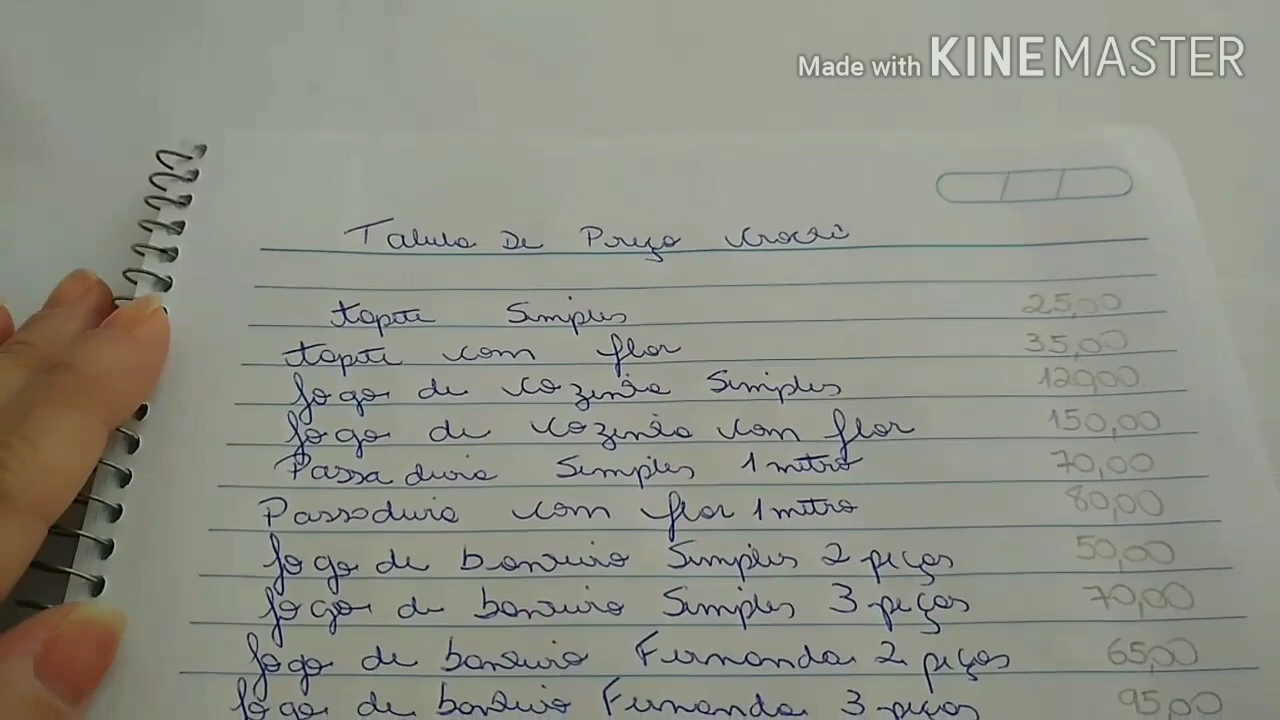 Made with KINEMASTER
Tabela De Preço Crochê
tapete Simples 25,00
tapete com flor 35,00
Jogo de cozinha Simples 120,00
Jogo de cozinha com flor 150,00
Passadeira Simples 1 metro 70,00
Passadeira com flor 1 metro 80,00
Jogo de banheiro Simples 2 peças 50,00
Jogo de banheiro Simples 3 peças 70,00
Jogo de banheiro Fernanda 2 peças 65,00
Jogo de banheiro Fernanda 3 peças 95,00